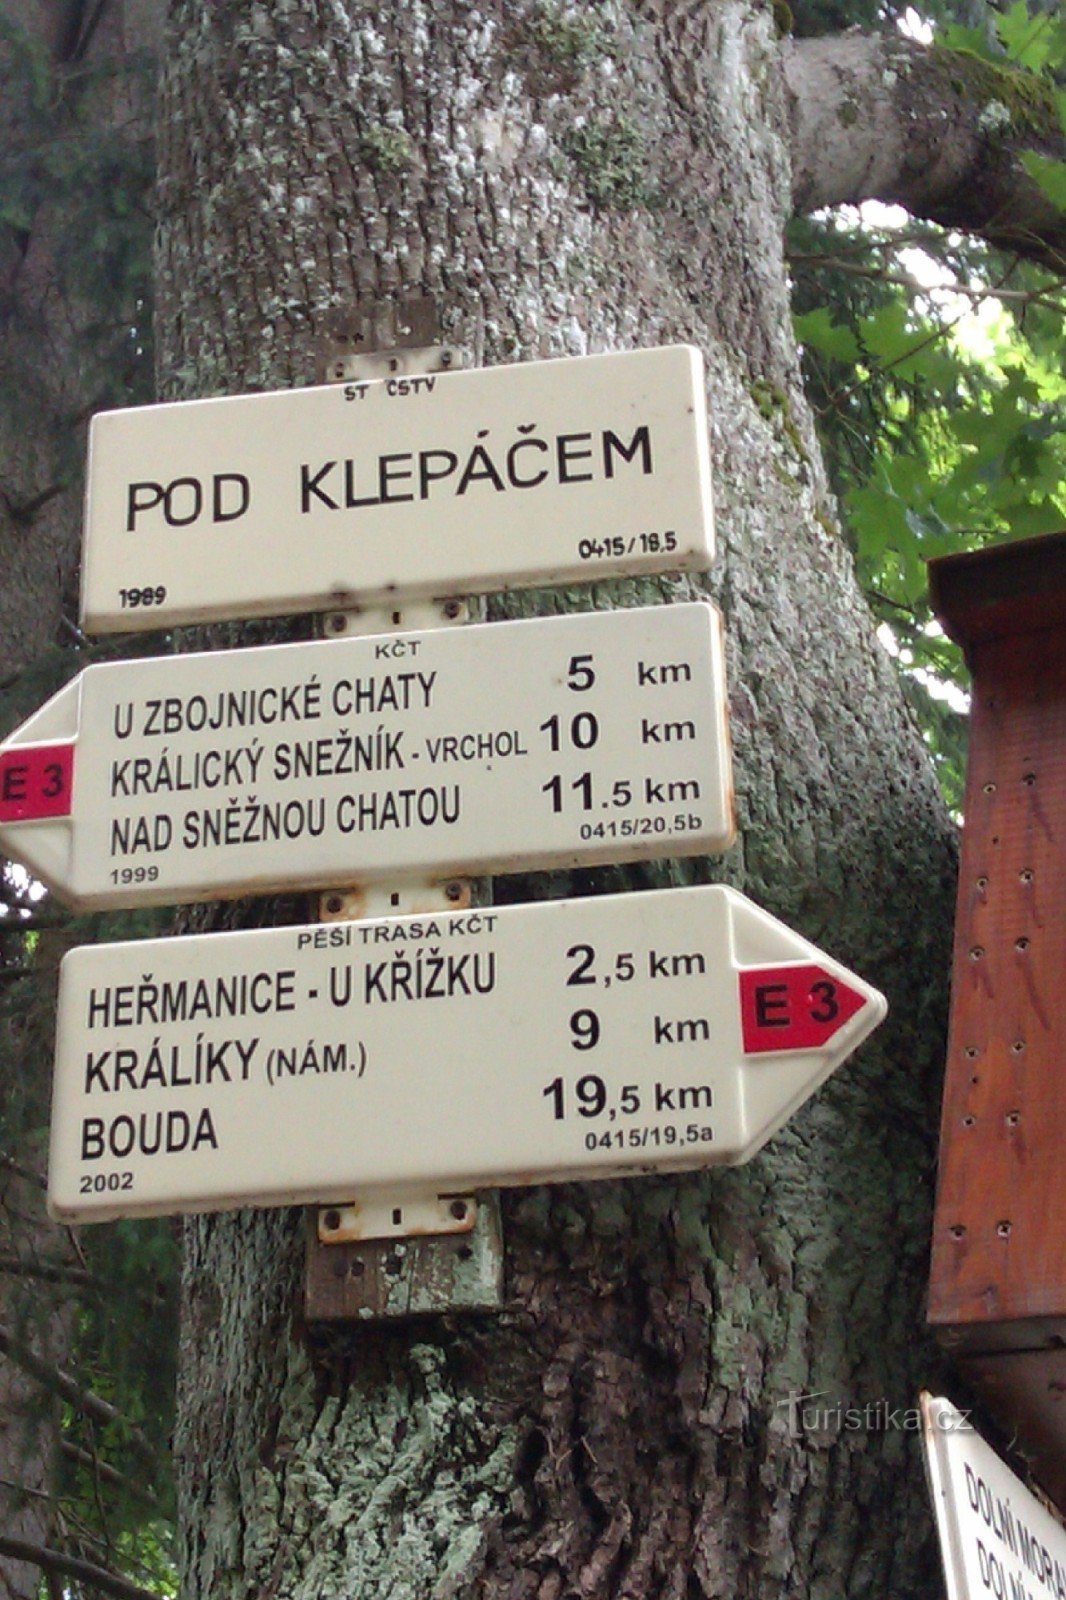 ST ČSTV
POD KLEPÁČEM
1989 0415/18,5
KČT
U ZBOJNICKÉ CHATY 5 km
KRÁLICKÝ SNEŽNÍK - VRCHOL 10 km
NAD SNĚŽNOU CHATOU 11.5 km
1999 0415/20,5b
E 3
PĚŠÍ TRASA KČT
HEŘMANICE - U KŘÍŽKU 2,5 km
KRÁLÍKY (NÁM.) 9 km
BOUDA 19,5 km
2002 0415/19,5a
E 3
Turistika.cz
DOLNÍ